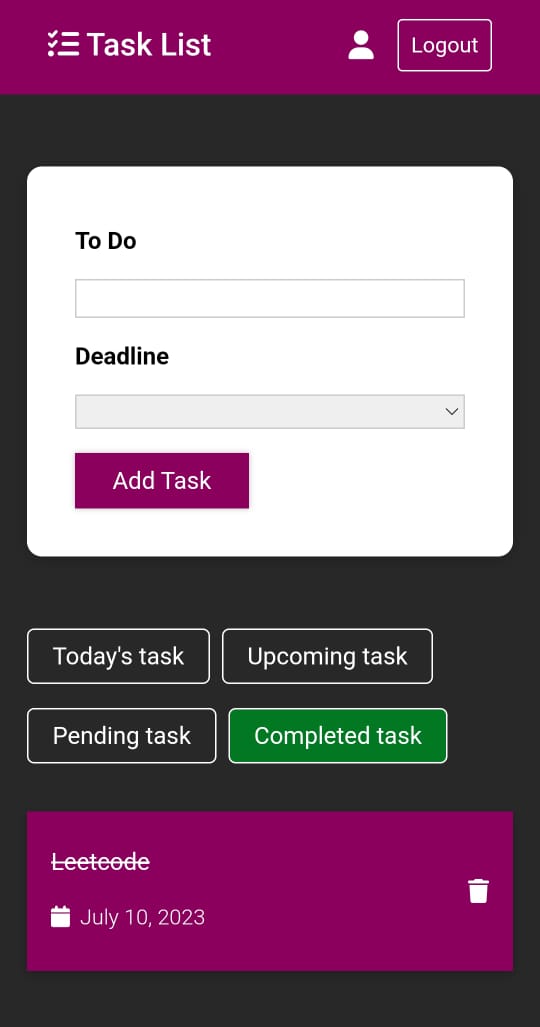 Task List
Logout
To Do
Deadline
Add Task
Today's task
Upcoming task
Pending task
Completed task
Leetcode
July 10, 2023